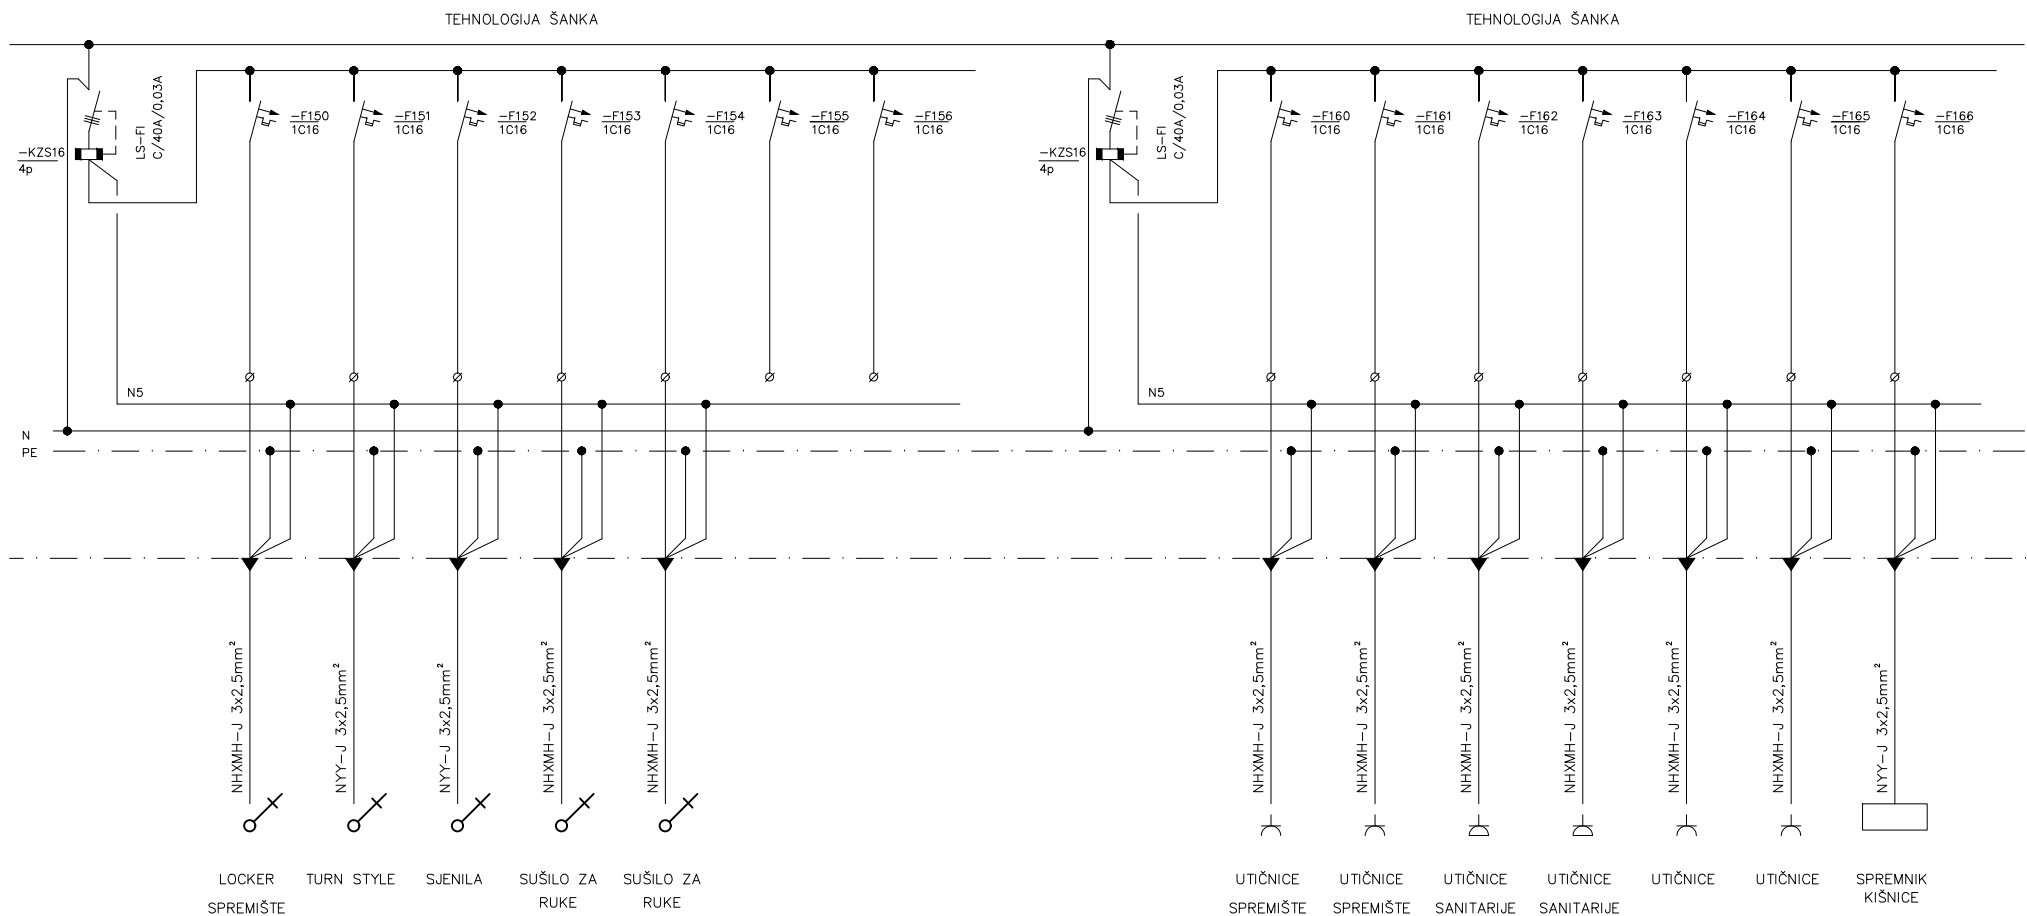 TEHNOLOGIJA ŠANKA
TEHNOLOGIJA ŠANKA
LS-FI
C/40A/0,03A
-KZS16
4p
-F150
1C16
-F151
1C16
-F152
1C16
-F153
1C16
-F154
1C16
-F155
1C16
-F156
1C16
LS-FI
C/40A/0,03A
-KZS16
4p
-F160
1C16
-F161
1C16
-F162
1C16
-F163
1C16
-F164
1C16
-F165
1C16
-F166
1C16
N5
N5
N
PE
NHXMH-J 3x2,5mm²
NYY-J 3x2,5mm²
NYY-J 3x2,5mm²
NHXMH-J 3x2,5mm²
NHXMH-J 3x2,5mm²
NHXMH-J 3x2,5mm²
NHXMH-J 3x2,5mm²
NHXMH-J 3x2,5mm²
NHXMH-J 3x2,5mm²
NHXMH-J 3x2,5mm²
NHXMH-J 3x2,5mm²
NYY-J 3x2,5mm²
LOCKER
SPREMIŠTE
TURN STYLE
SJENILA
SUŠILO ZA
RUKE
SUŠILO ZA
RUKE
UTIČNICE
SPREMIŠTE
UTIČNICE
SPREMIŠTE
UTIČNICE
SANITARIJE
UTIČNICE
SANITARIJE
UTIČNICE
UTIČNICE
SPREMNIK
KIŠNICE